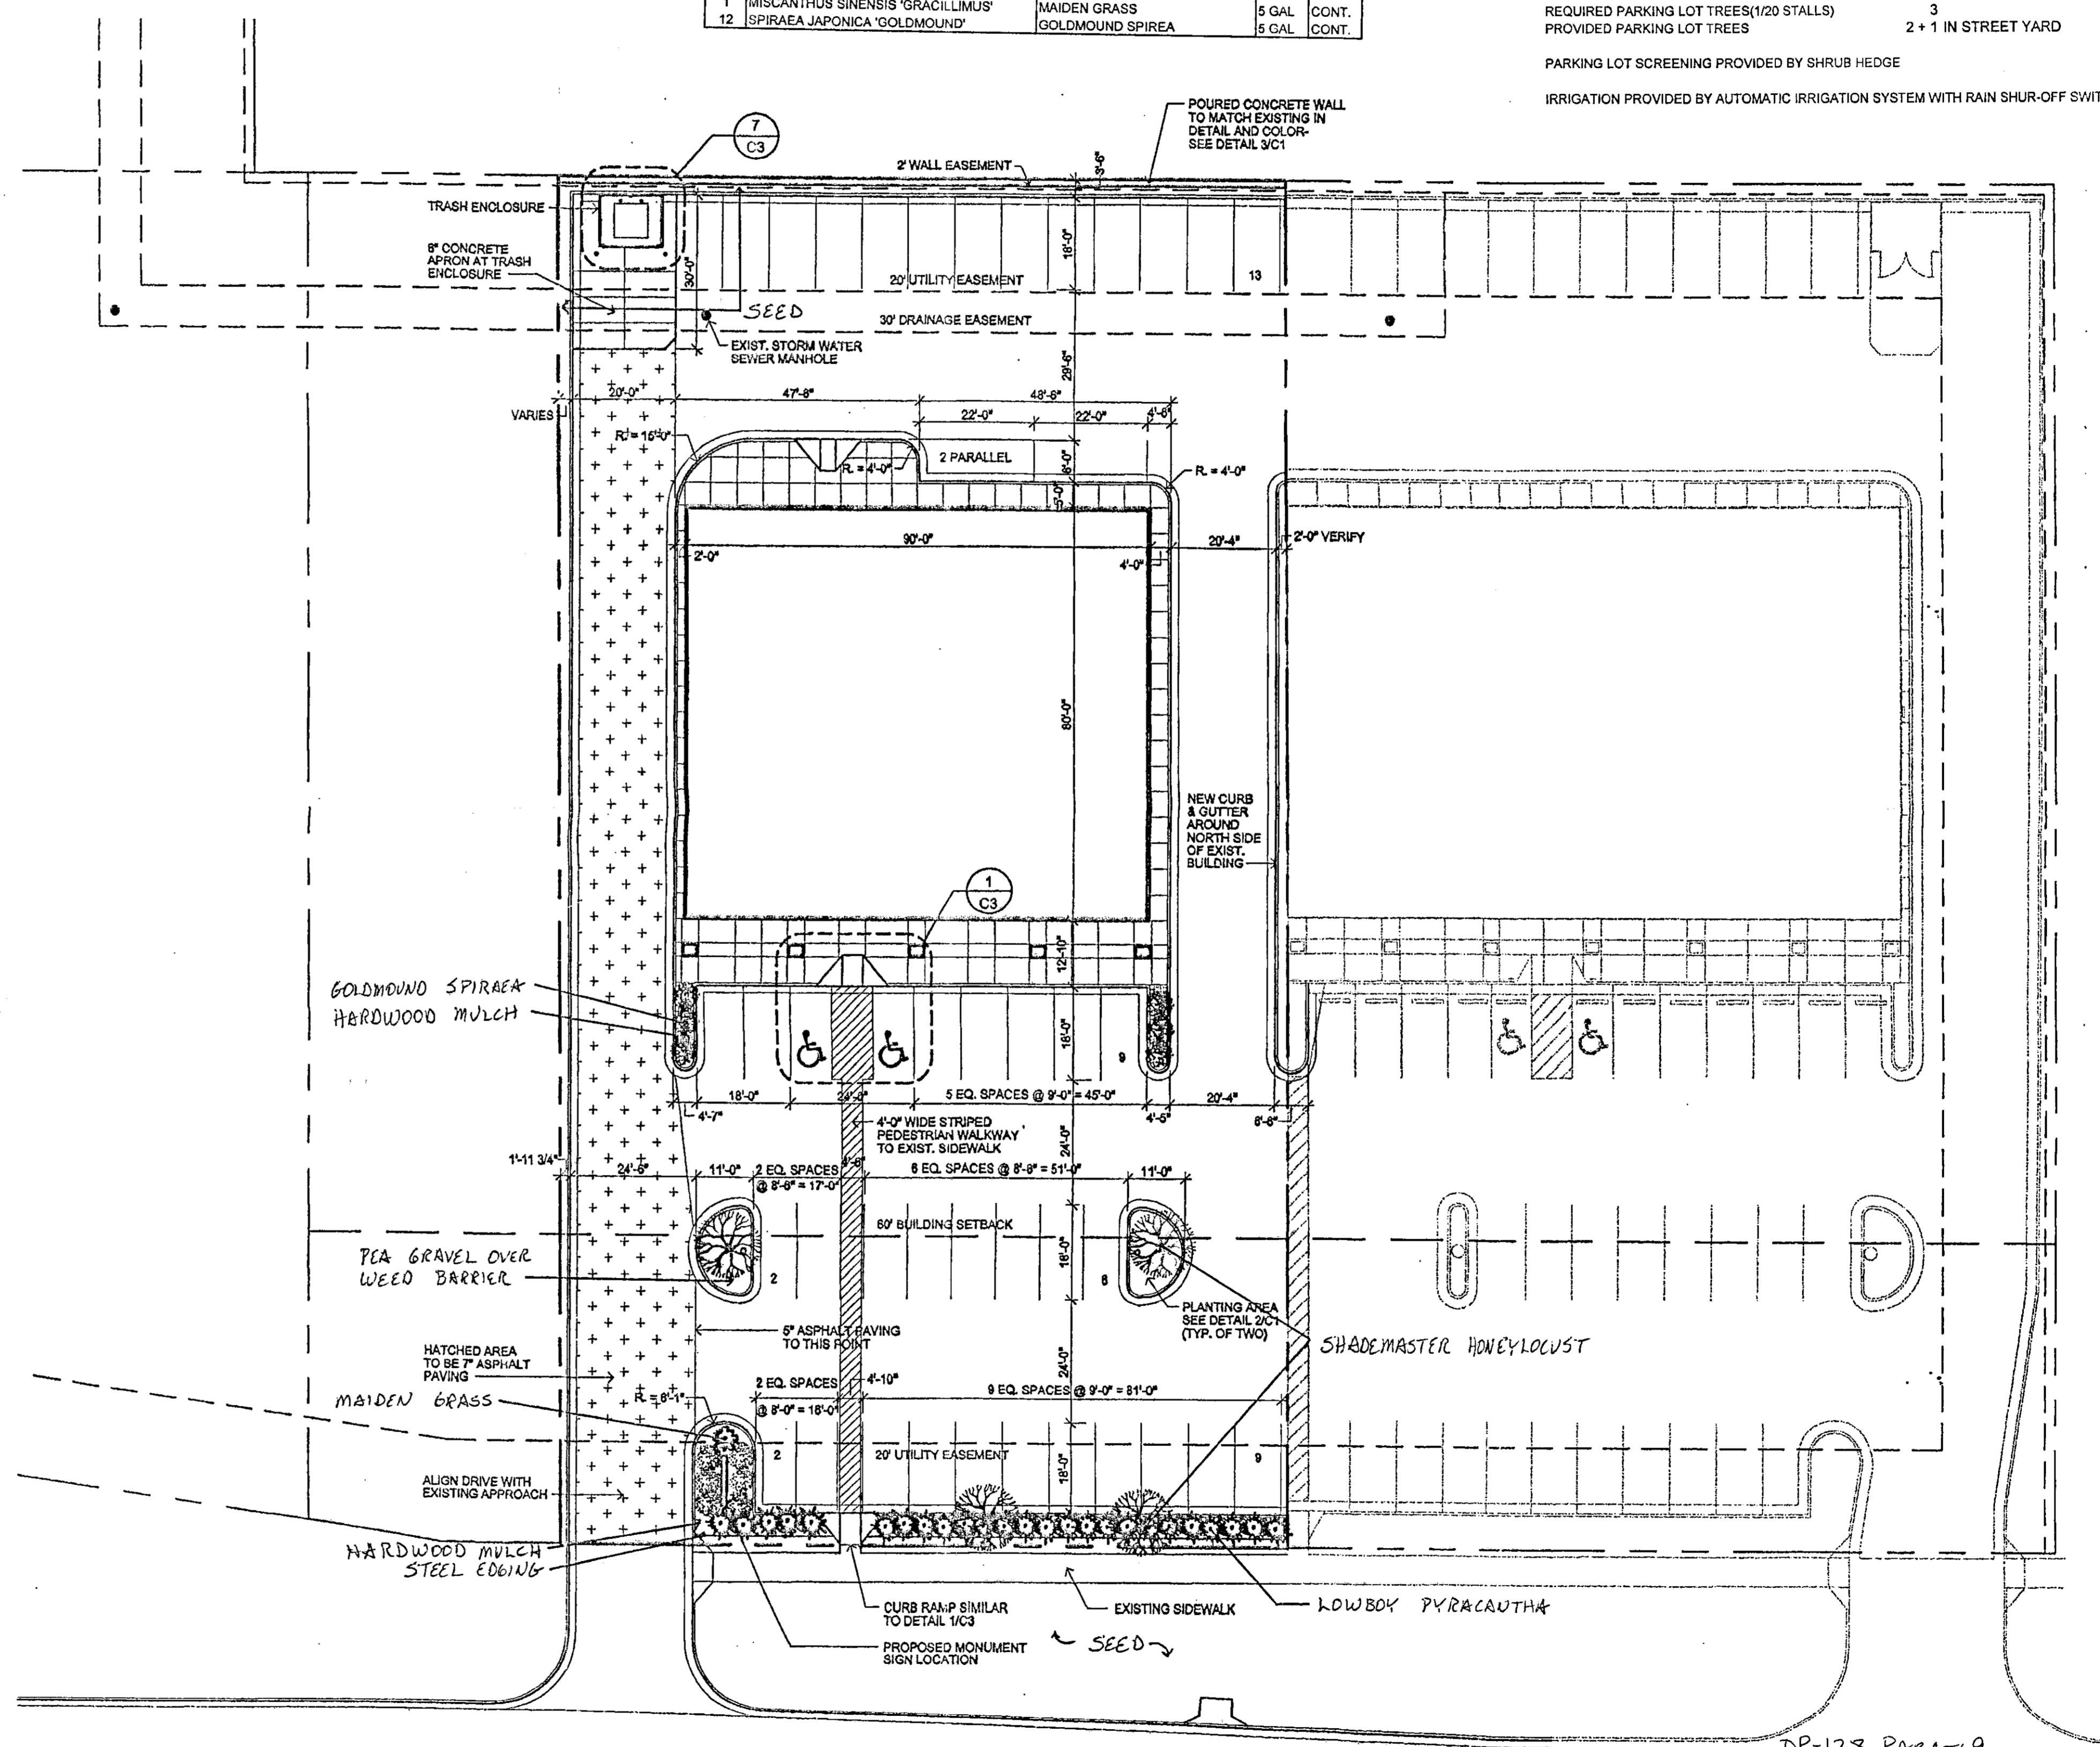 1 MISCANTHUS SINENSIS 'GRACILLIMUS' MAIDEN GRASS 5 GAL CONT.
12 SPIRAEA JAPONICA 'GOLDMOUND' GOLDMOUND SPIREA 5 GAL CONT.
REQUIRED PARKING LOT TREES(1/20 STALLS) 3
PROVIDED PARKING LOT TREES 2 + 1 IN STREET YARD
PARKING LOT SCREENING PROVIDED BY SHRUB HEDGE
IRRIGATION PROVIDED BY AUTOMATIC IRRIGATION SYSTEM WITH RAIN SHUR-OFF SWIT
POURED CONCRETE WALL
TO MATCH EXISTING IN
DETAIL AND COLOR-
SEE DETAIL 3/C1
7
C3
2' WALL EASEMENT
3'-6"
TRASH ENCLOSURE
8" CONCRETE
APRON AT TRASH
ENCLOSURE
30'-0"
18'-0"
20' UTILITY EASEMENT
13
SEED
30' DRAINAGE EASEMENT
EXIST. STORM WATER
SEWER MANHOLE
29'-6"
20'-0"
47'-8"
48'-6"
VARIES
22'-0"
22'-0"
4'-6"
R. = 15'-0"
R. = 4'-0"
2 PARALLEL
8'-0"
R. = 4'-0"
5'-0"
90'-0"
20'-4"
2'-0" VERIFY
2'-0"
4'-0"
80'-0"
NEW CURB
& GUTTER
AROUND
NORTH SIDE
OF EXIST.
BUILDING
1
C3
12'-10"
GOLDMOUND SPIRAEA
HARDWOOD MULCH
18'-0"
9
18'-0"
24'-0"
5 EQ. SPACES @ 9'-0" = 45'-0"
20'-4"
4'-7"
4'-5"
6'-6"
4'-0" WIDE STRIPED
PEDESTRIAN WALKWAY
TO EXIST. SIDEWALK
24'-0"
1'-11 3/4"
24'-6"
11'-0"
2 EQ. SPACES
@ 8'-6" = 17'-0"
4'-6"
6 EQ. SPACES @ 8'-6" = 51'-0"
11'-0"
60' BUILDING SETBACK
18'-0"
PEA GRAVEL OVER
WEED BARRIER
2
6
PLANTING AREA
SEE DETAIL 2/C1
(TYP. OF TWO)
5" ASPHALT PAVING
TO THIS POINT
SHADEMASTER HONEYLOCUST
HATCHED AREA
TO BE 7" ASPHALT
PAVING
24'-0"
MAIDEN GRASS
R. = 6'-1"
2 EQ. SPACES
@ 8'-0" = 16'-0"
4'-10"
9 EQ. SPACES @ 9'-0" = 81'-0"
2
20' UTILITY EASEMENT
9
18'-0"
ALIGN DRIVE WITH
EXISTING APPROACH
HARDWOOD MULCH
STEEL EDGING
CURB RAMP SIMILAR
TO DETAIL 1/C3
EXISTING SIDEWALK
LOWBOY PYRACANTHA
PROPOSED MONUMENT
SIGN LOCATION
SEED